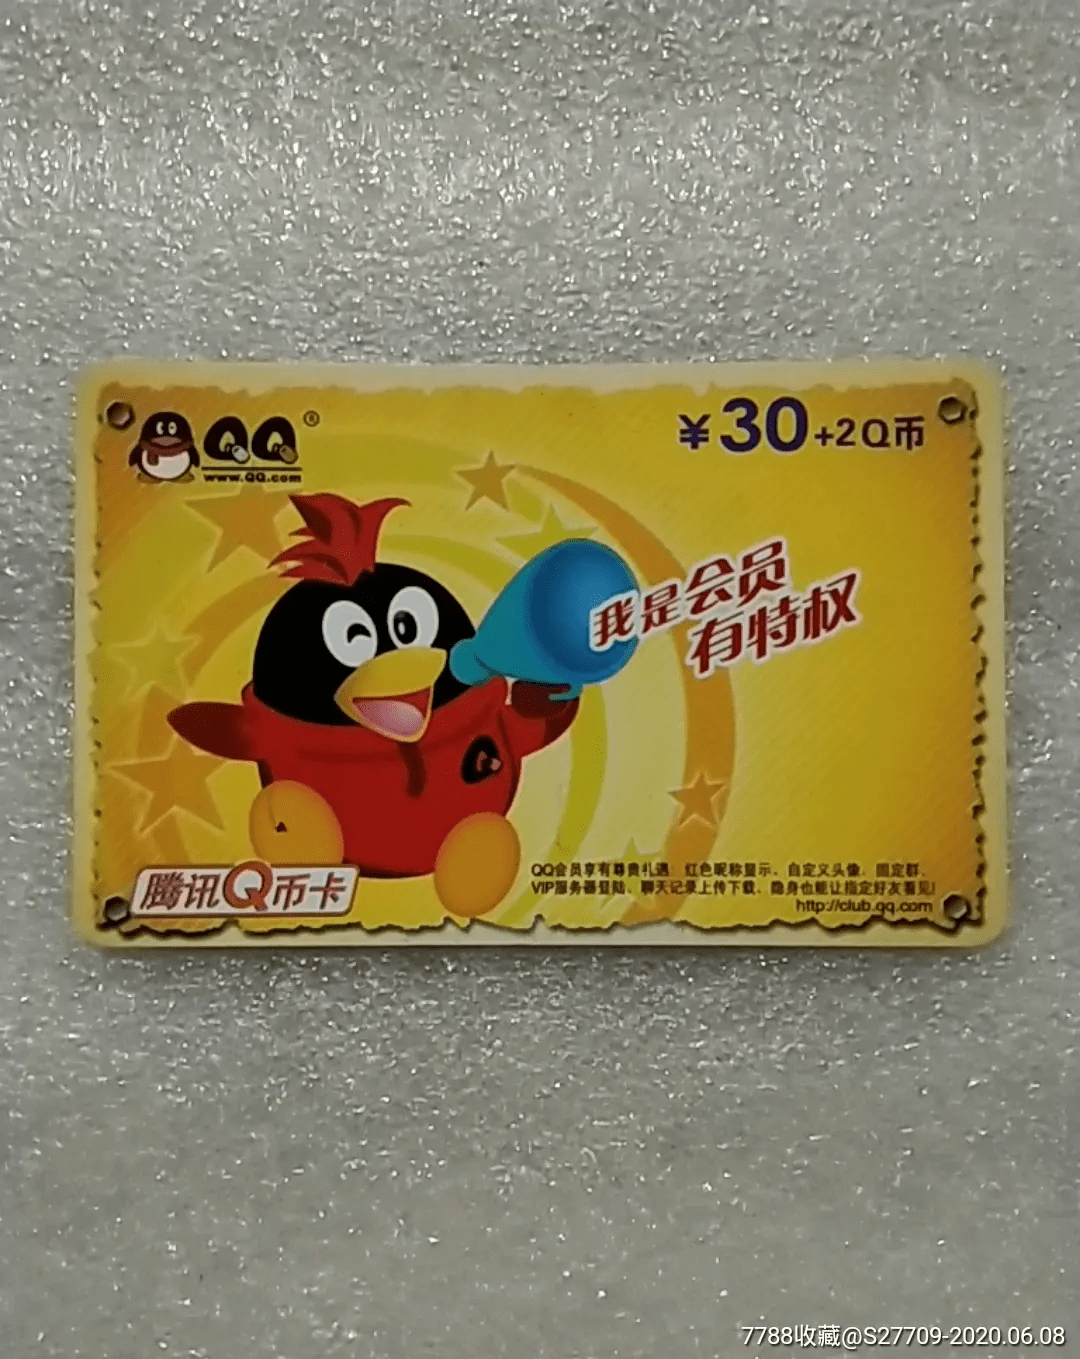 QQ®
www.QQ.com
¥30+2Q币
我是会员
有特权
腾讯Q币卡
QQ会员享有尊贵礼遇:红色昵称显示、自定义头像、固定群、
VIP服务器登陆、聊天记录上传下载、隐身也能让指定好友看见!
http://club.qq.com
7788收藏@S27709-2020.06.08